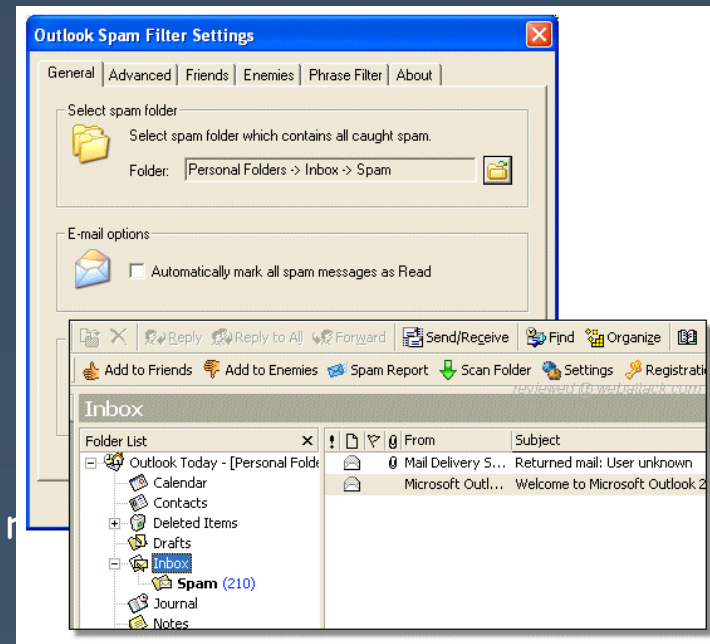 Outlook Spam Filter Settings
General Advanced Friends Enemies Phrase Filter About
Select spam folder
Select spam folder which contains all caught spam.
Folder: Personal Folders -> Inbox -> Spam
E-mail options
Automatically mark all spam messages as Read
Reply Reply to All Forward Send/Receive Find Organize
Add to Friends Add to Enemies Spam Report Scan Folder Settings Registrati
reviewed @ webattack.com
Inbox
Folder List X ! From Subject
Outlook Today - [Personal Folde Mail Delivery S... Returned mail: User unknown
Calendar Microsoft Outl... Welcome to Microsoft Outlook 2
Contacts
Deleted Items
Drafts
Inbox
Spam (210)
Journal
Notes